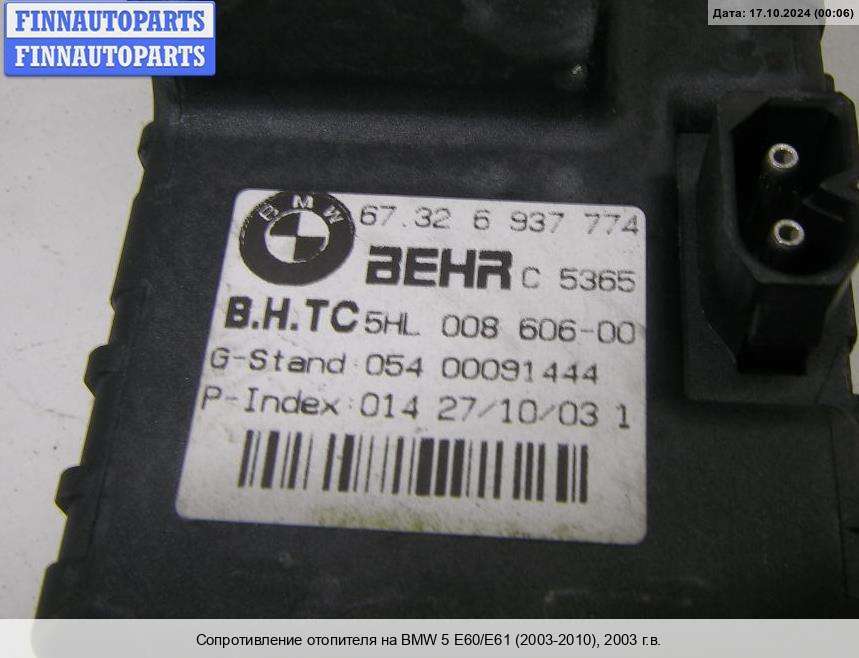 FINNAUTOPARTS
FINNAUTOPARTS
Дата: 17.10.2024 (00:06)
BMW 67.32 6 937 774
BEHR C 5365
B.H.TC 5HL 008 606-00
G-Stand:054 00091444
P-Index:014 27/10/03 1
Сопротивление отопителя на BMW 5 E60/E61 (2003-2010), 2003 г.в.